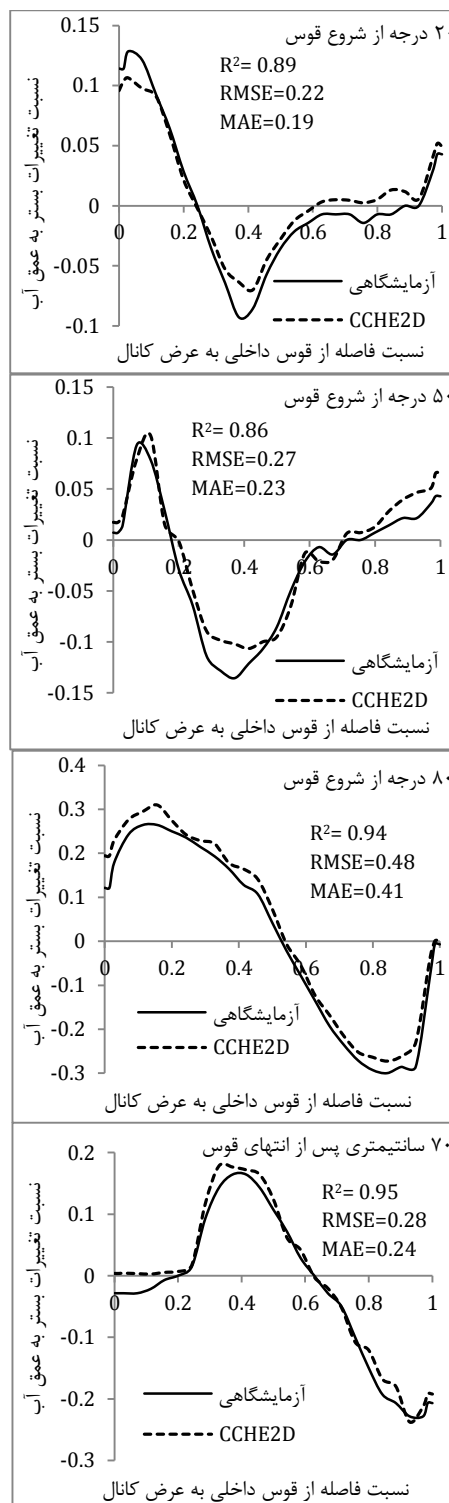 ۲۰ درجه از شروع قوس
R²= 0.89
RMSE=0.22
MAE=0.19
0.15
0.1
0.05
0
-0.05
-0.1
0
0.2
0.4
0.6
0.8
1
آزمایشگاهی
CCHE2D
نسبت تغییرات بستر به عمق آب
نسبت فاصله از قوس داخلی به عرض کانال
۵۰ درجه از شروع قوس
R²= 0.86
RMSE=0.27
MAE=0.23
0.15
0.1
0.05
0
-0.05
-0.1
-0.15
0
0.2
0.4
0.6
0.8
1
آزمایشگاهی
CCHE2D
نسبت تغییرات بستر به عمق آب
نسبت فاصله از قوس داخلی به عرض کانال
۸۰ درجه از شروع قوس
R²= 0.94
RMSE=0.48
MAE=0.41
0.4
0.3
0.2
0.1
0
-0.1
-0.2
-0.3
0
0.2
0.4
0.6
0.8
1
آزمایشگاهی
CCHE2D
نسبت تغییرات بستر به عمق آب
نسبت فاصله از قوس داخلی به عرض کانال
۷۰ سانتیمتری پس از انتهای قوس
R²= 0.95
RMSE=0.28
MAE=0.24
0.2
0.1
0
-0.1
-0.2
-0.3
0
0.2
0.4
0.6
0.8
1
آزمایشگاهی
CCHE2D
نسبت تغییرات بستر به عمق آب
نسبت فاصله از قوس داخلی به عرض کانال